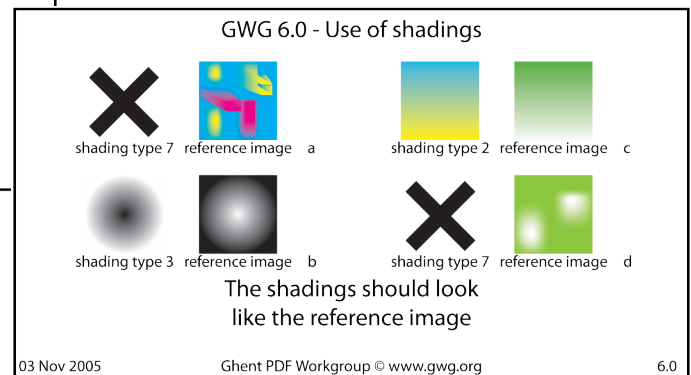 GWG 6.0 - Use of shadings
shading type 7 reference image a
shading type 2 reference image c
shading type 3 reference image b
shading type 7 reference image d
The shadings should look
like the reference image
03 Nov 2005 Ghent PDF Workgroup © www.gwg.org 6.0